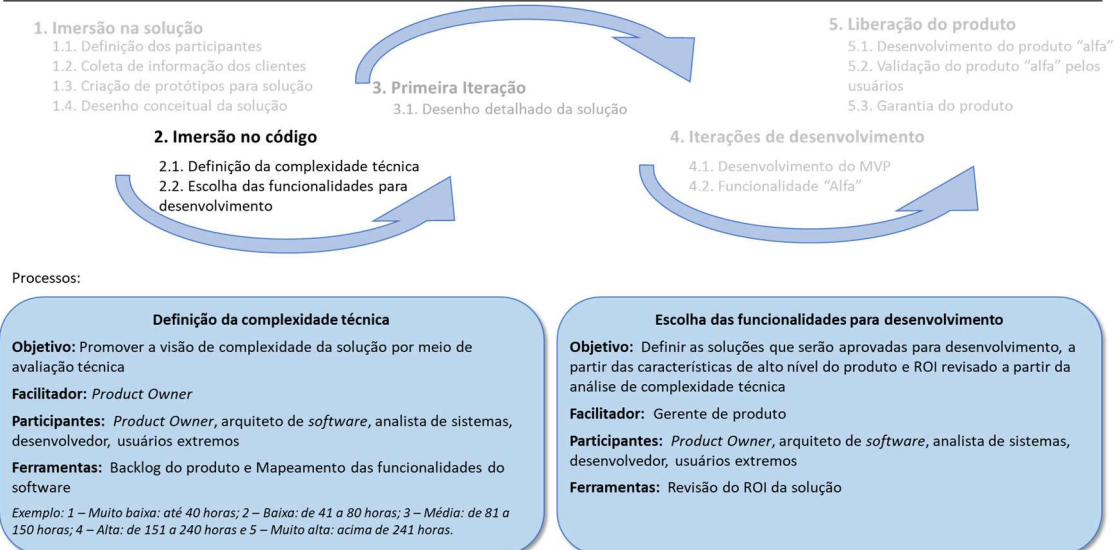 1. Imersão na solução
1.1. Definição dos participantes
1.2. Coleta de informação dos clientes
1.3. Criação de protótipos para solução
1.4. Desenho conceitual da solução
2. Imersão no código
2.1. Definição da complexidade técnica
2.2. Escolha das funcionalidades para
desenvolvimento
3. Primeira Iteração
3.1. Desenho detalhado da solução
4. Iterações de desenvolvimento
4.1. Desenvolvimento do MVP
4.2. Funcionalidade “Alfa”
5. Liberação do produto
5.1. Desenvolvimento do produto “alfa”
5.2. Validação do produto “alfa” pelos
usuários
5.3. Garantia do produto
Processos:
Definição da complexidade técnica
Objetivo: Promover a visão de complexidade da solução por meio de
avaliação técnica
Facilitador: Product Owner
Participantes: Product Owner, arquiteto de software, analista de sistemas,
desenvolvedor, usuários extremos
Ferramentas: Backlog do produto e Mapeamento das funcionalidades do
software
Exemplo: 1 – Muito baixa: até 40 horas; 2 – Baixa: de 41 a 80 horas; 3 – Média: de 81 a
150 horas; 4 – Alta: de 151 a 240 horas e 5 – Muito alta: acima de 241 horas.
Escolha das funcionalidades para desenvolvimento
Objetivo: Definir as soluções que serão aprovadas para desenvolvimento, a
partir das características de alto nível do produto e ROI revisado a partir da
análise de complexidade técnica
Facilitador: Gerente de produto
Participantes: Product Owner, arquiteto de software, analista de sistemas,
desenvolvedor, usuários extremos
Ferramentas: Revisão do ROI da solução